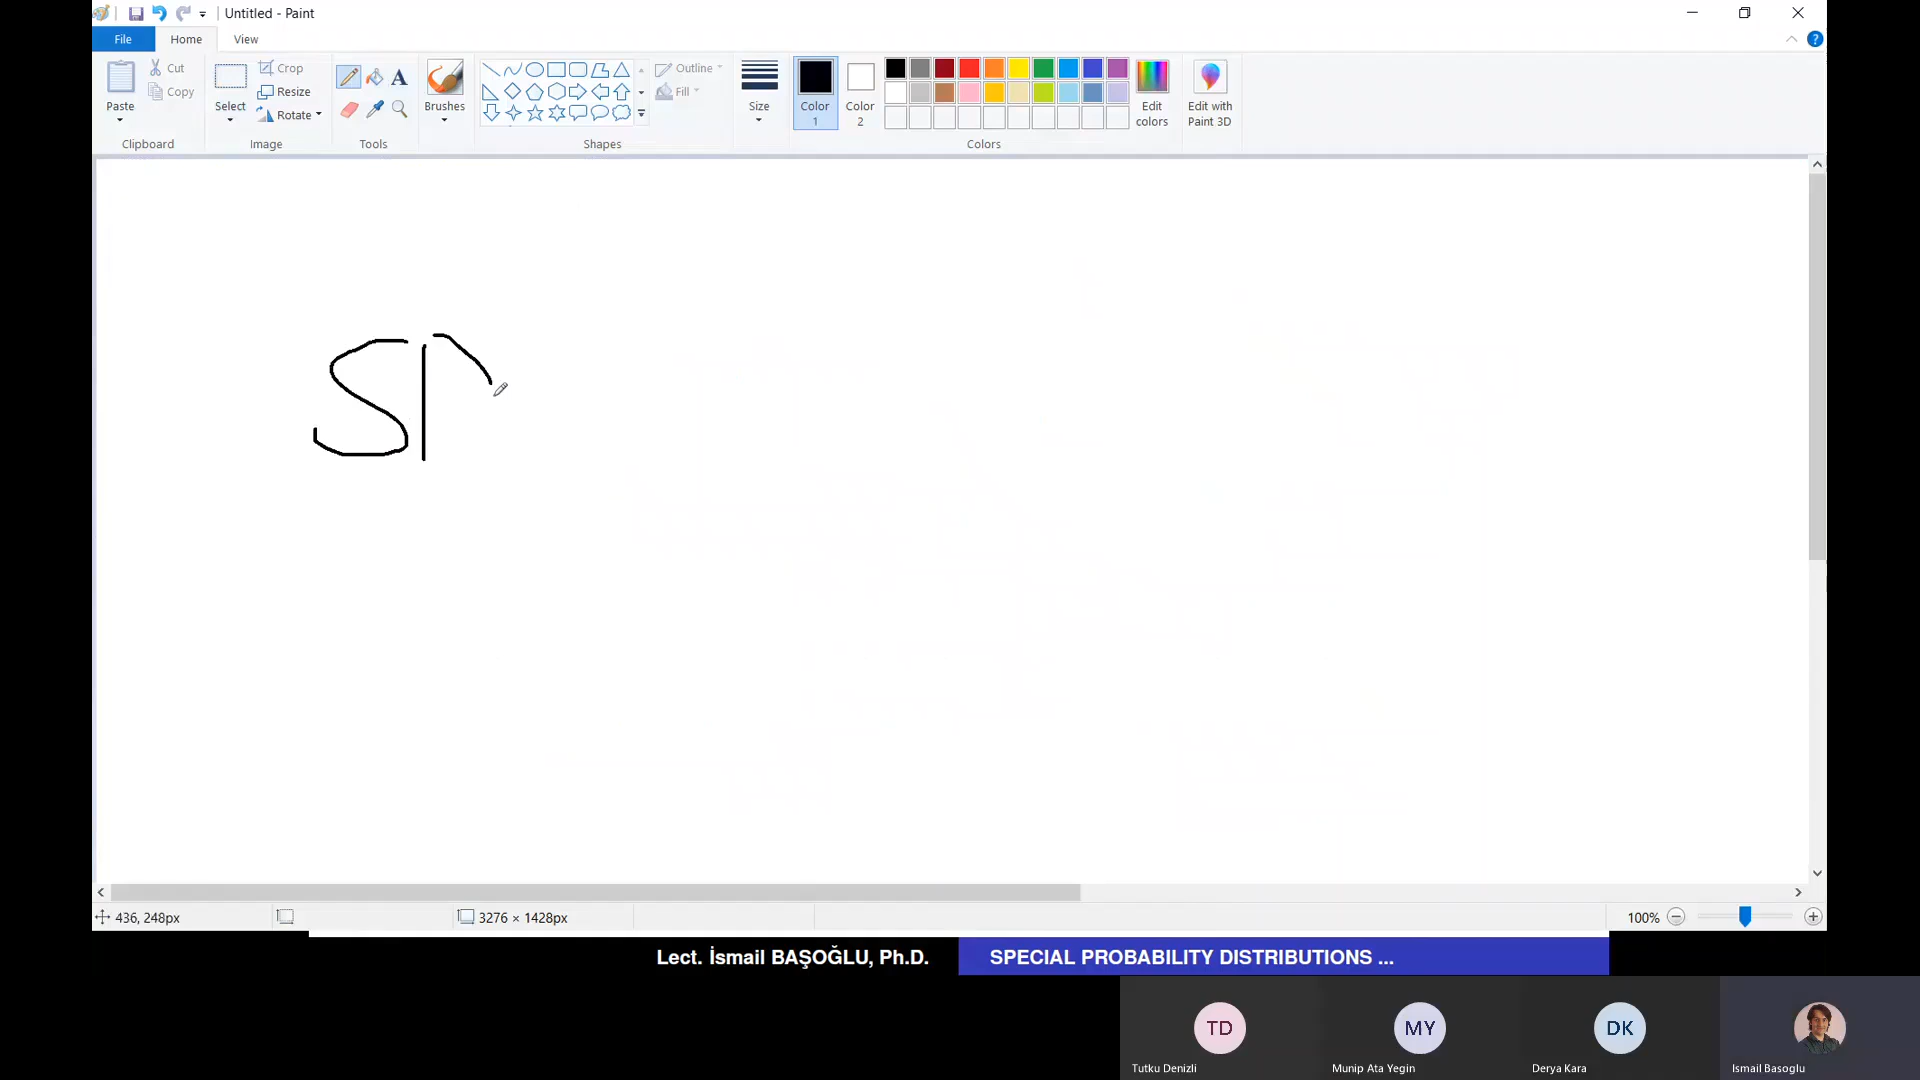 Untitled - Paint
File Home View
Paste
Cut
Copy
Clipboard
Select
Crop
Resize
Rotate
Image
Tools
Brushes
Shapes
Outline
Fill
Size
Color 1
Color 2
Edit colors
Colors
Edit with Paint 3D
436, 248px
3276 × 1428px
100%
Lect. İsmail BAŞOĞLU, Ph.D.
SPECIAL PROBABILITY DISTRIBUTIONS ...
TD MY DK
Tutku Denizli Munip Ata Yegin Derya Kara Ismail Basoglu